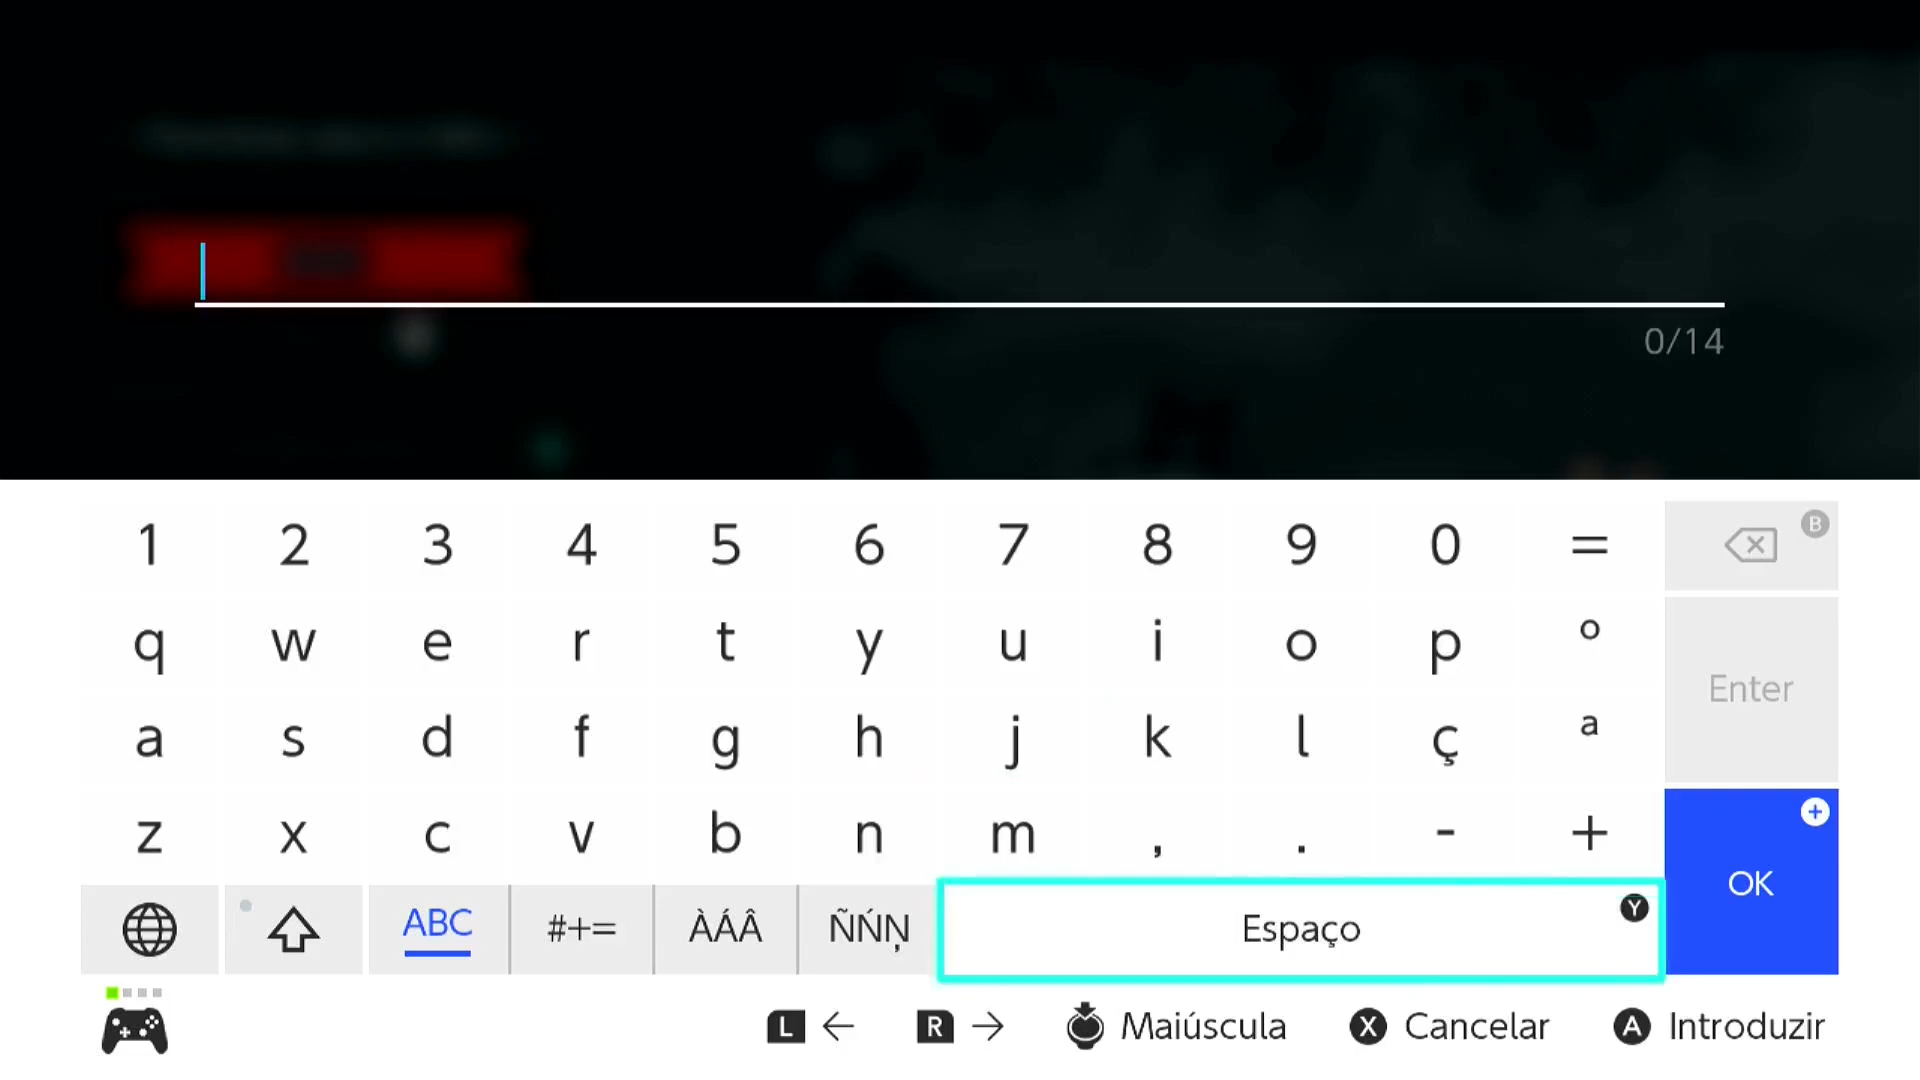 0/14
1 2 3 4 5 6 7 8 9 0 = B
q w e r t y u i o p º Enter
a s d f g h j k l ç ª
z x c v b n m , . - + +
ABC #+= ÀÁÂ ÑŃŅ Espaço Y OK
L ← R → Maiúscula X Cancelar A Introduzir